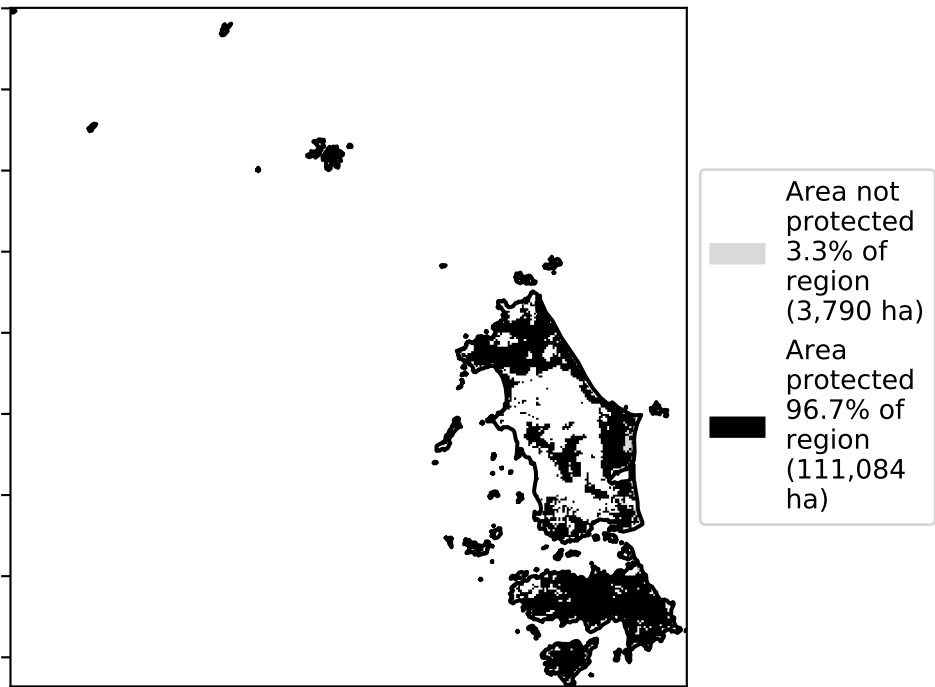 Area not
protected
3.3% of
region
(3,790 ha)
Area
protected
96.7% of
region
(111,084
ha)